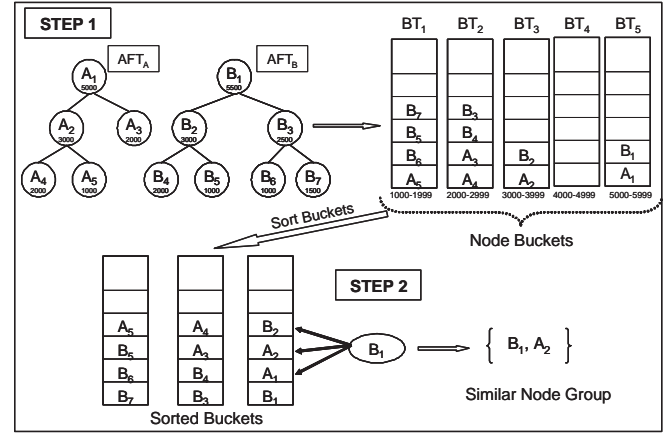 STEP 1
AFT_A
AFT_B
A_1
5000
B_1
5500
A_2
3000
A_3
2000
B_2
3000
B_3
2500
A_4
2000
A_5
1000
B_4
2000
B_5
1000
B_6
1000
B_7
1500
BT_1 BT_2 BT_3 BT_4 BT_5
B_7 B_3
B_5 B_4
B_6 A_3 B_2 B_1
A_5 A_4 A_2 A_1
1000-1999 2000-2999 3000-3999 4000-4999 5000-5999
Sort Buckets
Node Buckets
STEP 2
A_5 A_4 B_2
B_5 A_3 A_2
B_6 B_4 A_1
B_7 B_3 B_1
B_1
{ B_1, A_2 }
Similar Node Group
Sorted Buckets